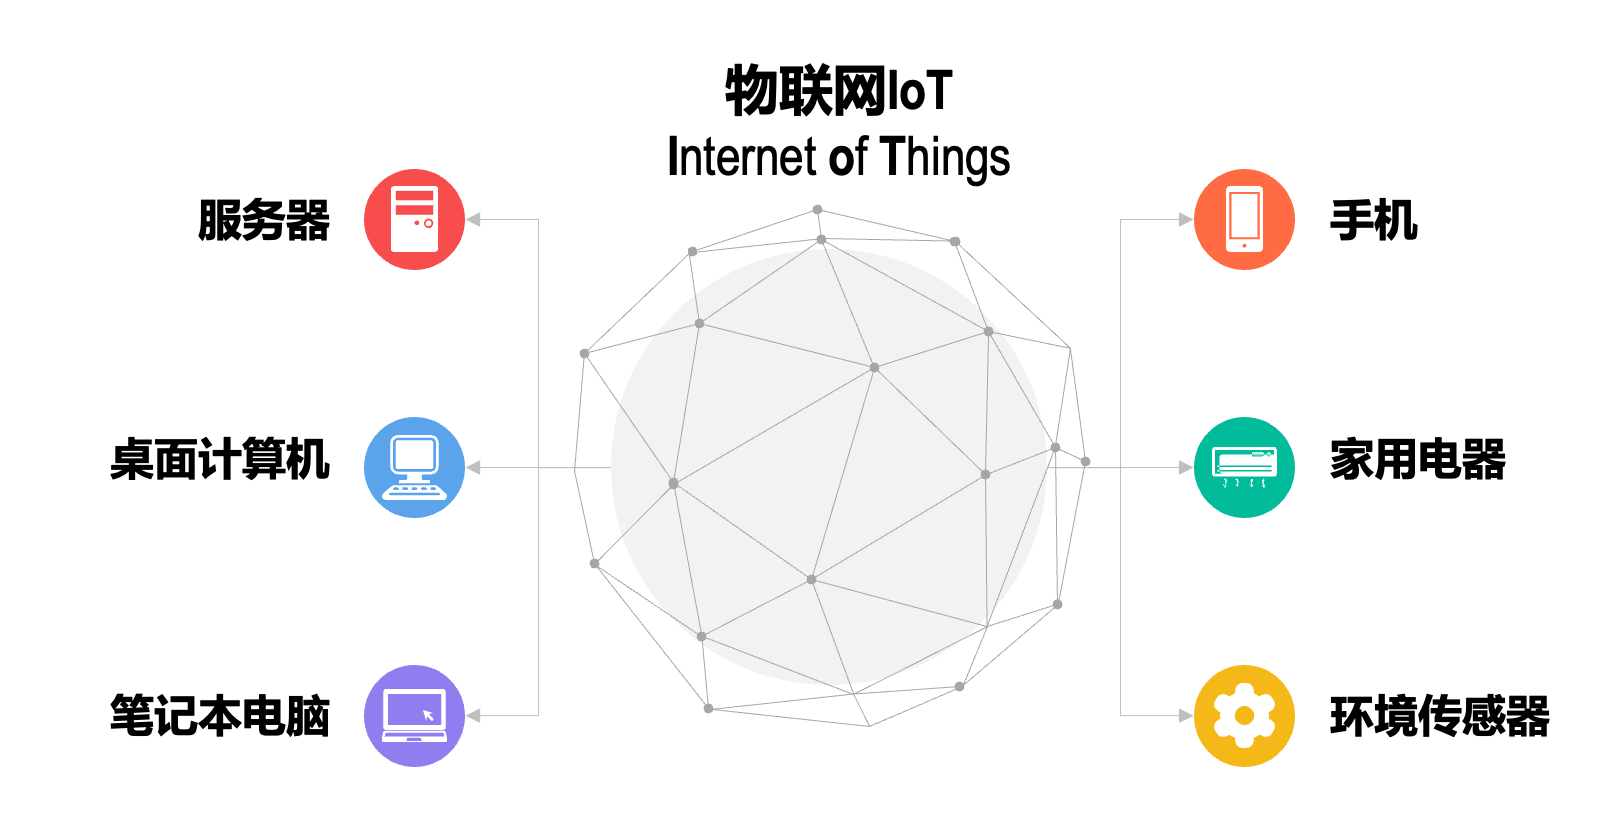 物联网IoT
Internet of Things
服务器
手机
桌面计算机
家用电器
笔记本电脑
环境传感器